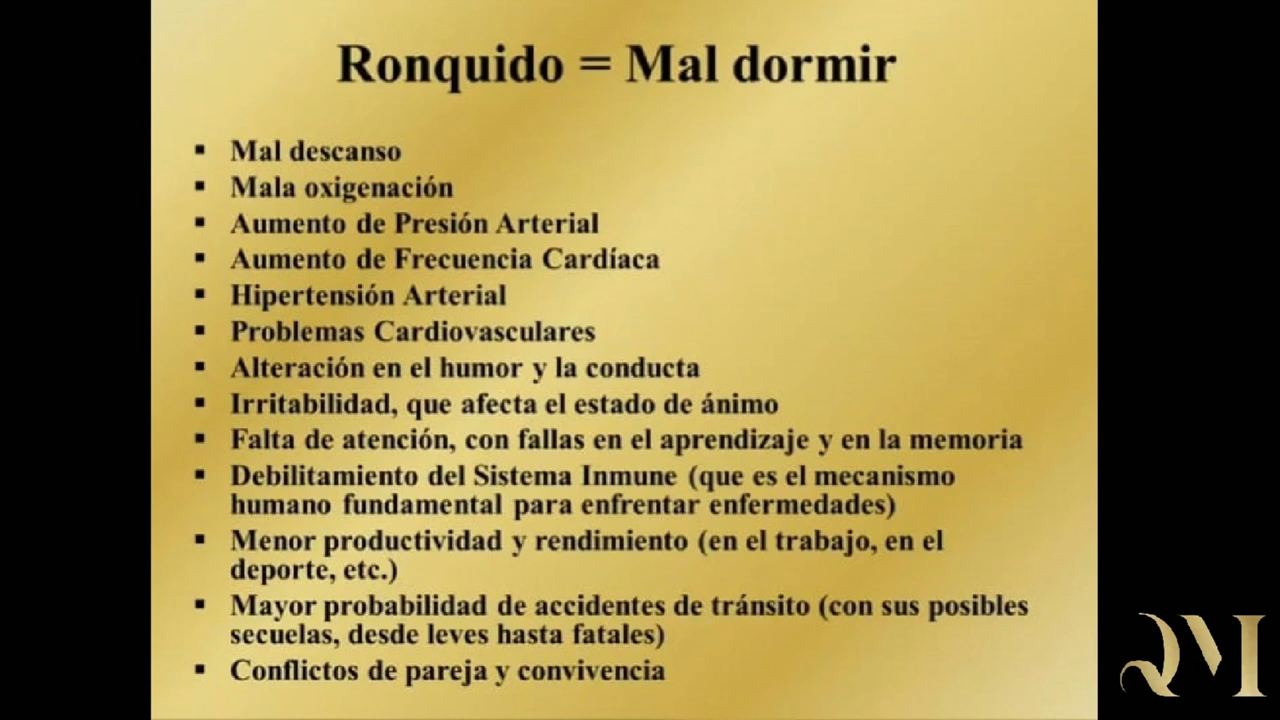 Ronquido = Mal dormir
▪ Mal descanso
▪ Mala oxigenación
▪ Aumento de Presión Arterial
▪ Aumento de Frecuencia Cardíaca
▪ Hipertensión Arterial
▪ Problemas Cardiovasculares
▪ Alteración en el humor y la conducta
▪ Irritabilidad, que afecta el estado de ánimo
▪ Falta de atención, con fallas en el aprendizaje y en la memoria
▪ Debilitamiento del Sistema Inmune (que es el mecanismo
humano fundamental para enfrentar enfermedades)
▪ Menor productividad y rendimiento (en el trabajo, en el
deporte, etc.)
▪ Mayor probabilidad de accidentes de tránsito (con sus posibles
secuelas, desde leves hasta fatales)
▪ Conflictos de pareja y convivencia
QM